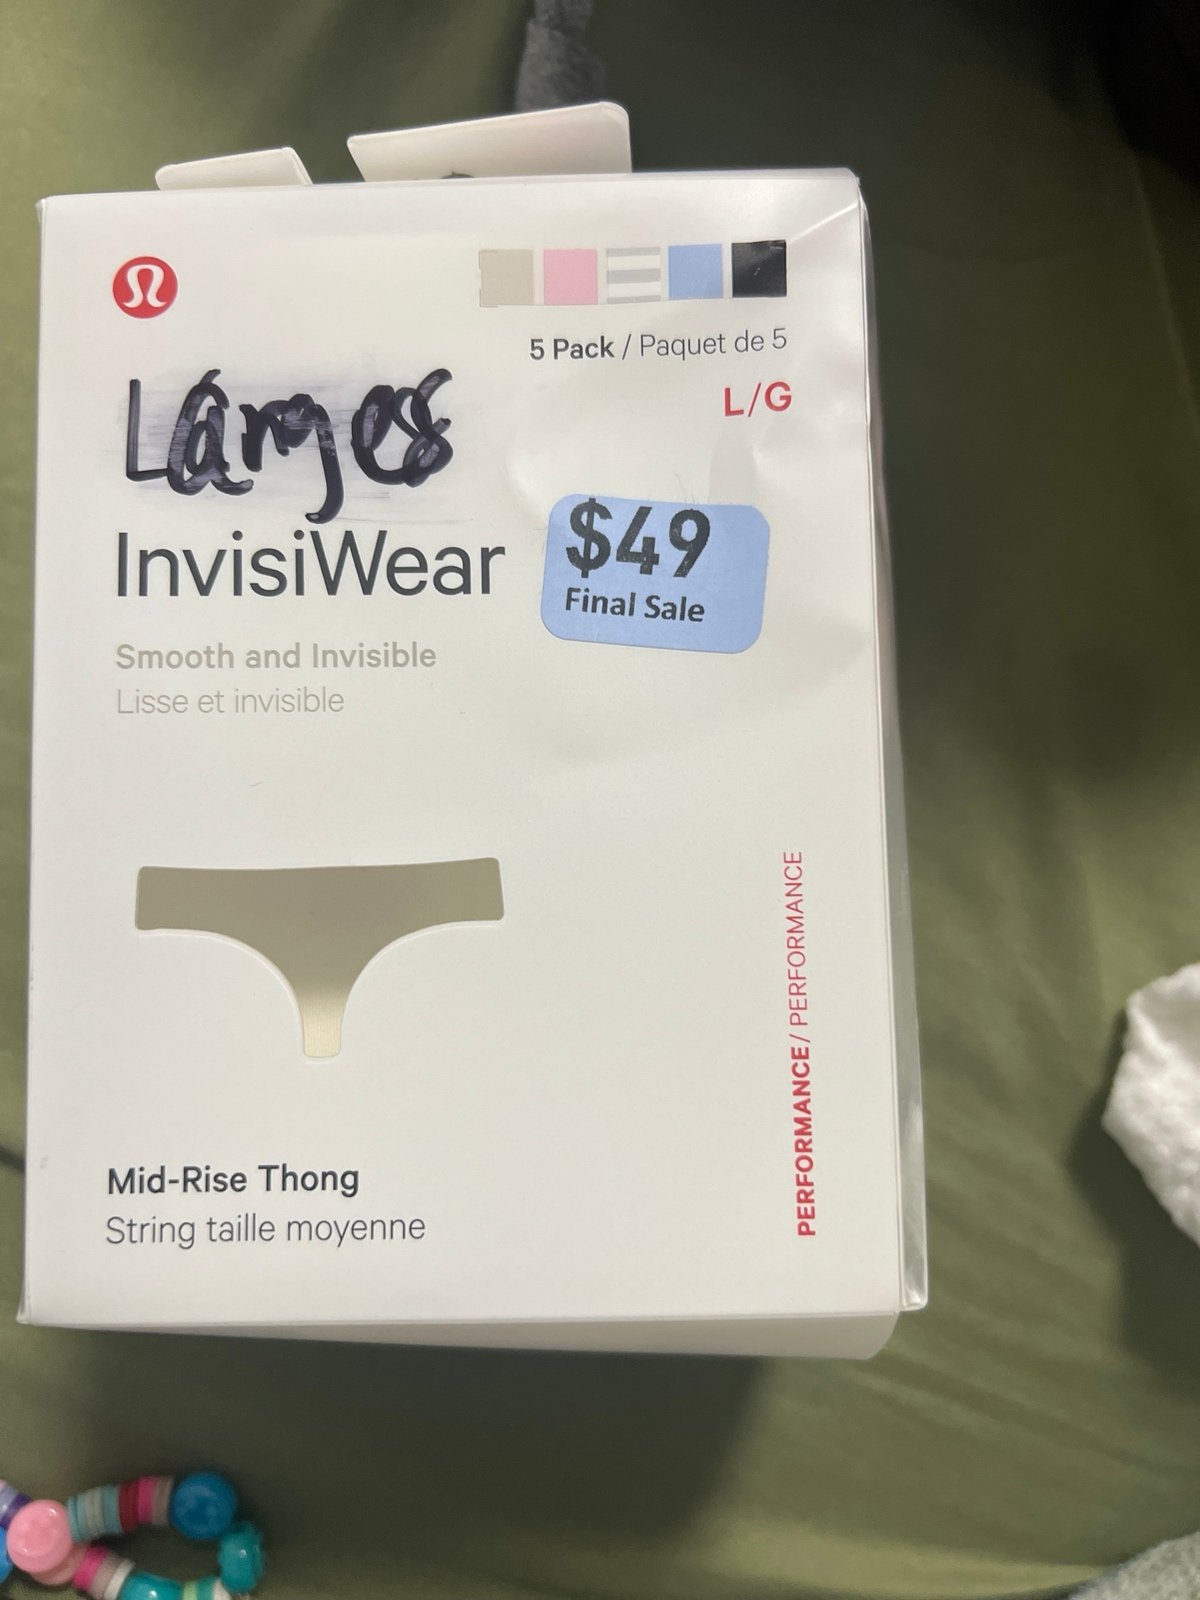 5 Pack / Paquet de 5
L/G
Larges
InvisiWear
$49
Final Sale
Smooth and Invisible
Lisse et invisible
PERFORMANCE / PERFORMANCE
Mid-Rise Thong
String taille moyenne